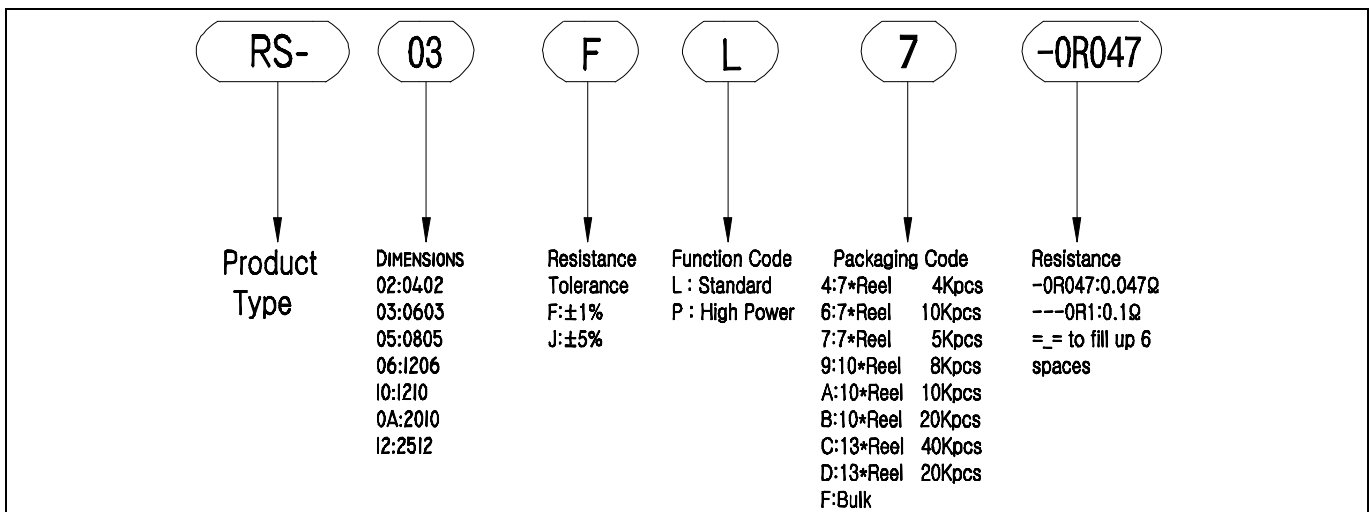 RS- 03 F L 7 -0R047
Product
Type
DIMENSIONS
02:0402
03:0603
05:0805
06:1206
10:1210
0A:2010
12:2512
Resistance
Tolerance
F:±1%
J:±5%
Function Code
L : Standard
P : High Power
Packaging Code
4:7*Reel 4Kpcs
6:7*Reel 10Kpcs
7:7*Reel 5Kpcs
9:10*Reel 8Kpcs
A:10*Reel 10Kpcs
B:10*Reel 20Kpcs
C:13*Reel 40Kpcs
D:13*Reel 20Kpcs
F:Bulk
Resistance
-0R047:0.047Ω
---0R1:0.1Ω
=_= to fill up 6
spaces